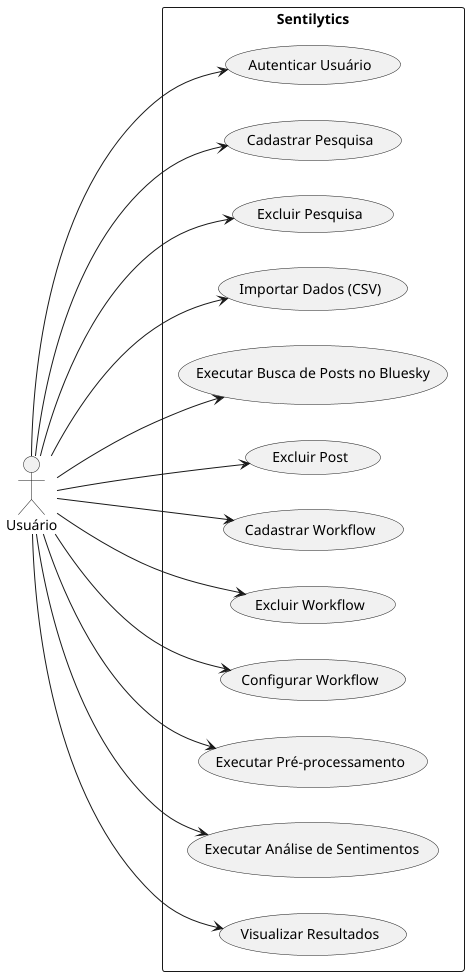 Sentilytics
Autenticar Usuário
Cadastrar Pesquisa
Excluir Pesquisa
Importar Dados (CSV)
Executar Busca de Posts no Bluesky
Excluir Post
Usuário
Cadastrar Workflow
Excluir Workflow
Configurar Workflow
Executar Pré-processamento
Executar Análise de Sentimentos
Visualizar Resultados